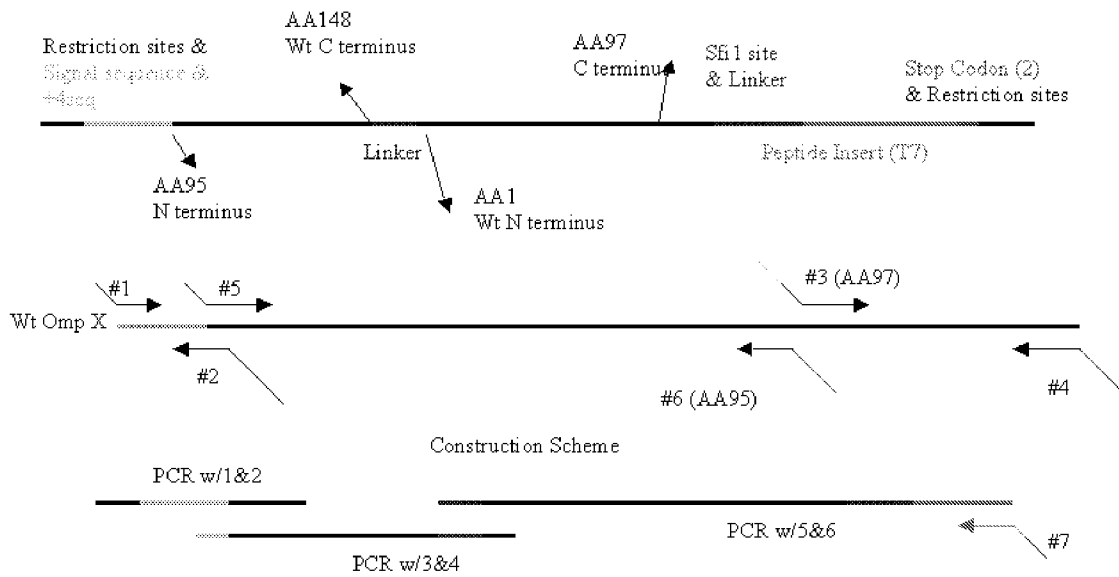 AA148
Wt C terminus
Restriction sites &
Signal sequence &
+4seq
AA97
C terminus
Sfi1 site
& Linker
Stop Codon (2)
& Restriction sites
Linker
Peptide Insert (T7)
AA95
N terminus
AA1
Wt N terminus
#1
#5
#3 (AA97)
Wt Omp X
#2
#6 (AA95)
#4
Construction Scheme
PCR w/1&2
PCR w/5&6
PCR w/3&4
#7